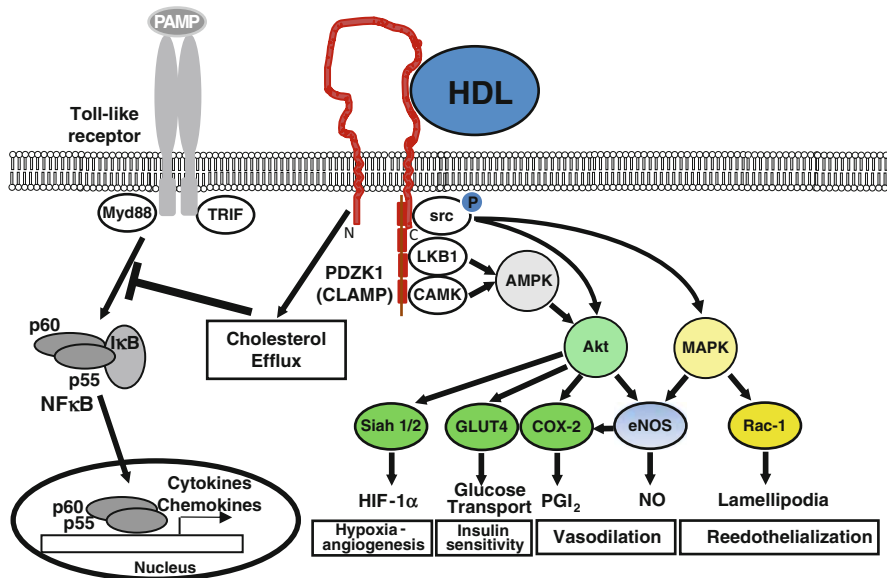 PAMP
HDL
Toll-like
receptor
Myd88
TRIF
N
C
src
P
LKB1
CAMK
PDZK1
(CLAMP)
AMPK
Cholesterol
Efflux
p60
p55
IκB
NFκB
Akt
MAPK
Siah 1/2
GLUT4
COX-2
eNOS
Rac-1
HIF-1α
Glucose
Transport
PGI2
NO
Lamellipodia
Hypoxia -
angiogenesis
Insulin
sensitivity
Vasodilation
Reedothelialization
Cytokines
Chemokines
p60
p55
Nucleus